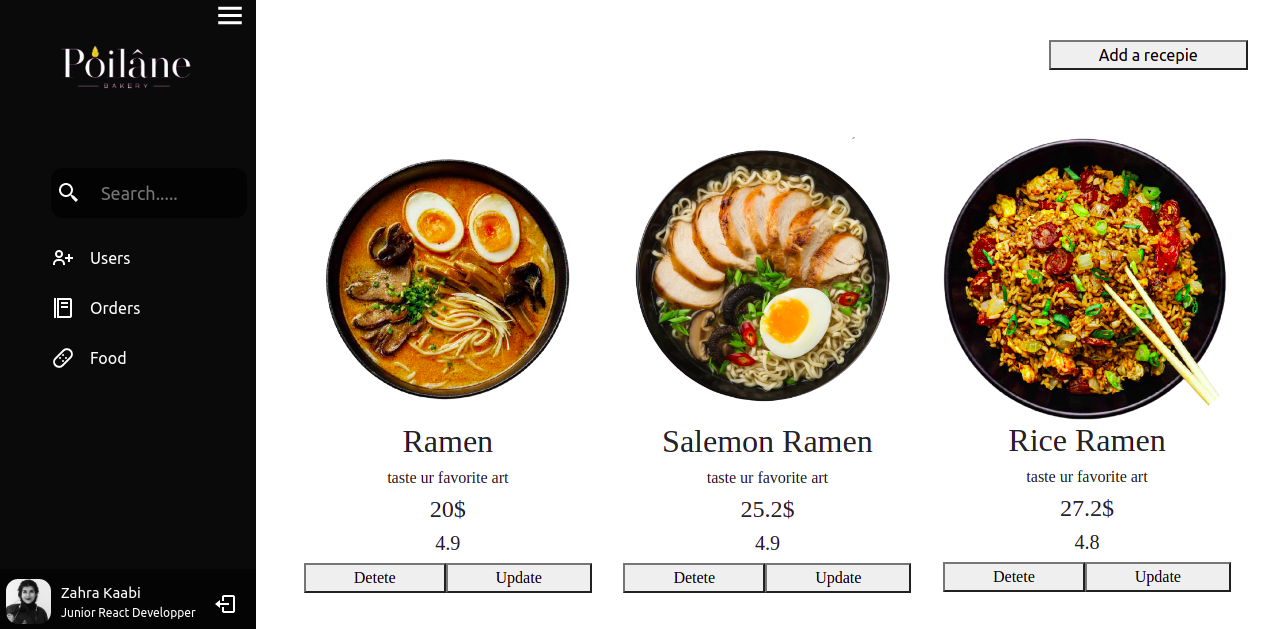 Poilâne
BAKERY
Search.....
Users
Orders
Food
Zahra Kaabi
Junior React Developper
Add a recepie
Ramen
taste ur favorite art
20$
4.9
Detete
Update
Salemon Ramen
taste ur favorite art
25.2$
4.9
Detete
Update
Rice Ramen
taste ur favorite art
27.2$
4.8
Detete
Update